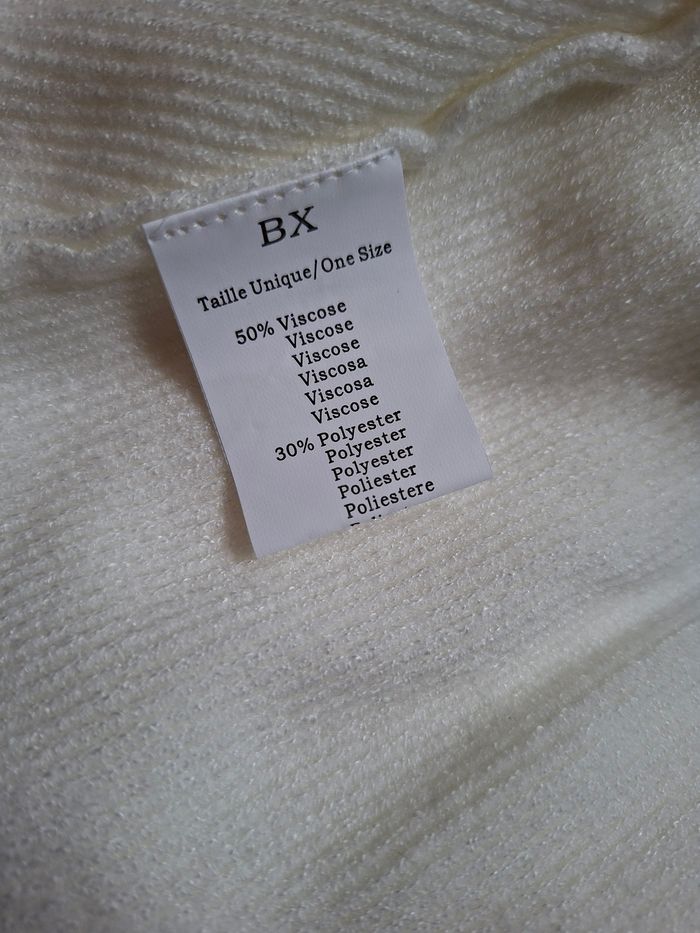 BX
Taille Unique/One Size
50% Viscose
Viscose
Viscose
Viscosa
Viscosa
Viscose
30% Polyester
Polyester
Polyester
Poliester
Poliestere